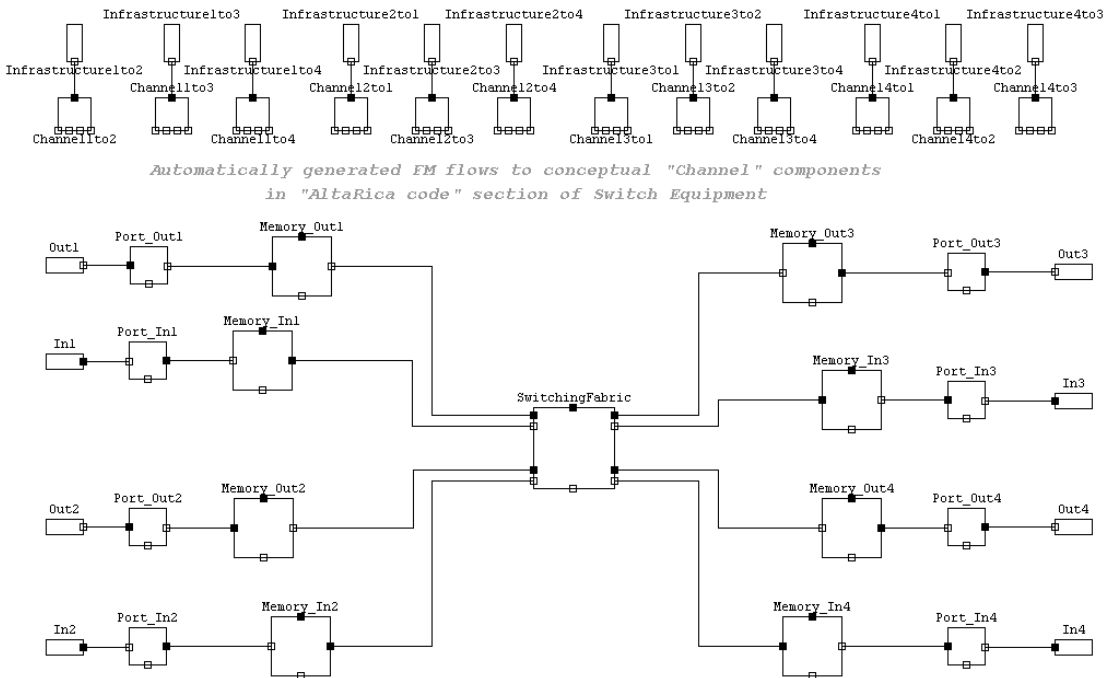 Infrastructure1to3 Infrastructure2to1 Infrastructure2to4 Infrastructure3to2 Infrastructure4to1 Infrastructure4to3
Infrastructure1to2 Infrastructure1to4 Infrastructure2to3 Infrastructure3to1 Infrastructure3to4 Infrastructure4to2
Channel1to3 Channel2to1 Channel2to4 Channel3to2 Channel4to1 Channel4to3
Channel1to2 Channel1to4 Channel2to3 Channel3to1 Channel3to4 Channel4to2
Automatically generated FM flows to conceptual "Channel" components
in "AltaRica code" section of Switch Equipment
Out1 Port_Out1 Memory_Out1 Memory_Out3 Port_Out3 Out3
In1 Port_In1 Memory_In1 Memory_In3 Port_In3 In3
SwitchingFabric
Out2 Port_Out2 Memory_Out2 Memory_Out4 Port_Out4 Out4
In2 Port_In2 Memory_In2 Memory_In4 Port_In4 In4